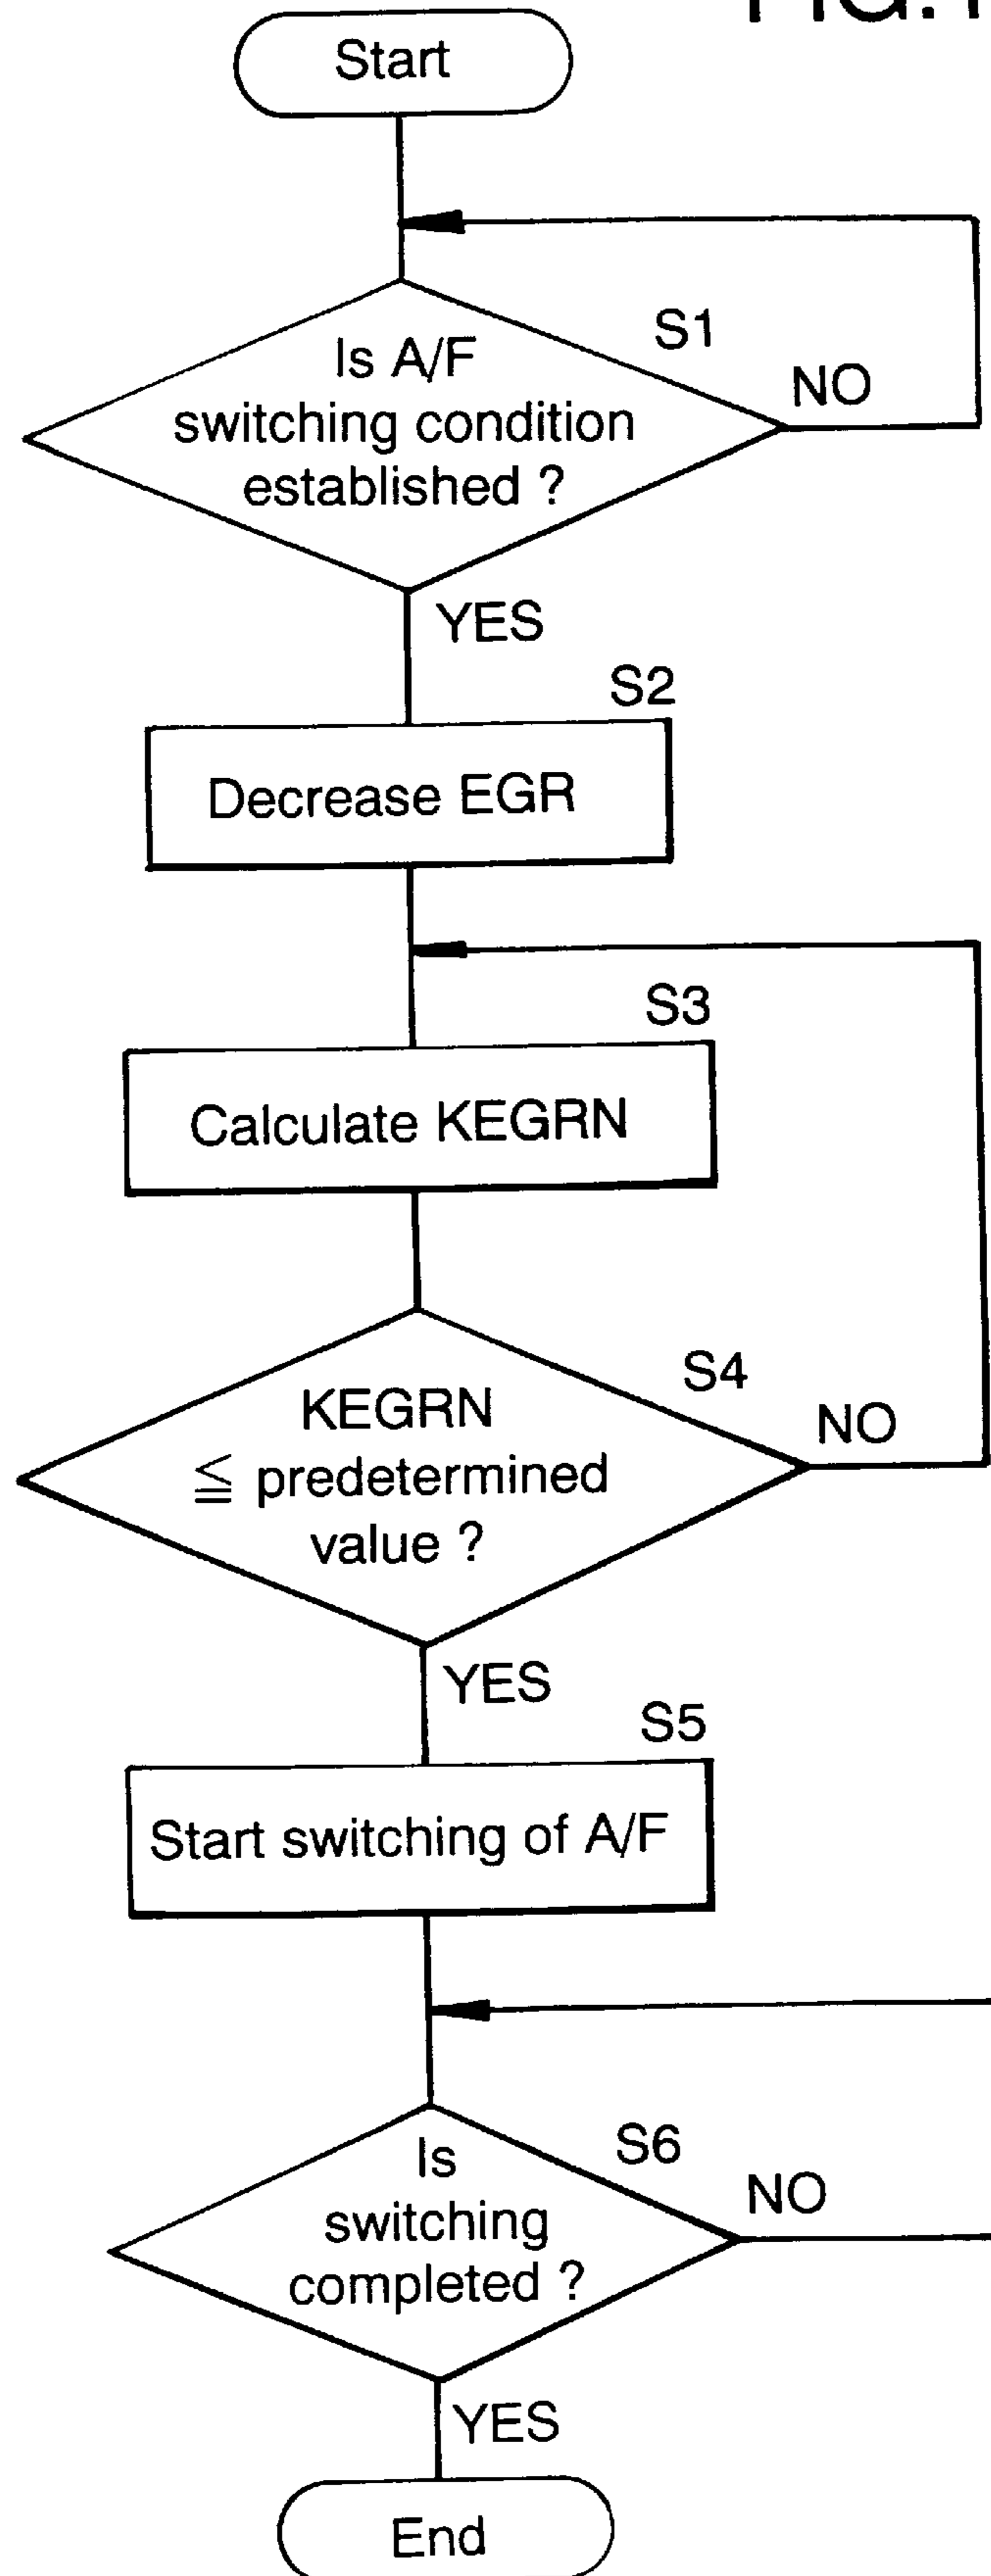 Start
Is A/F
S1
switching condition
NO
established ?
YES
S2
Decrease EGR
S3
Calculate KEGRN
S4
KEGRN
NO
≦ predetermined
value ?
YES
S5
Start switching of A/F
Is
S6
switching
NO
completed ?
YES
End